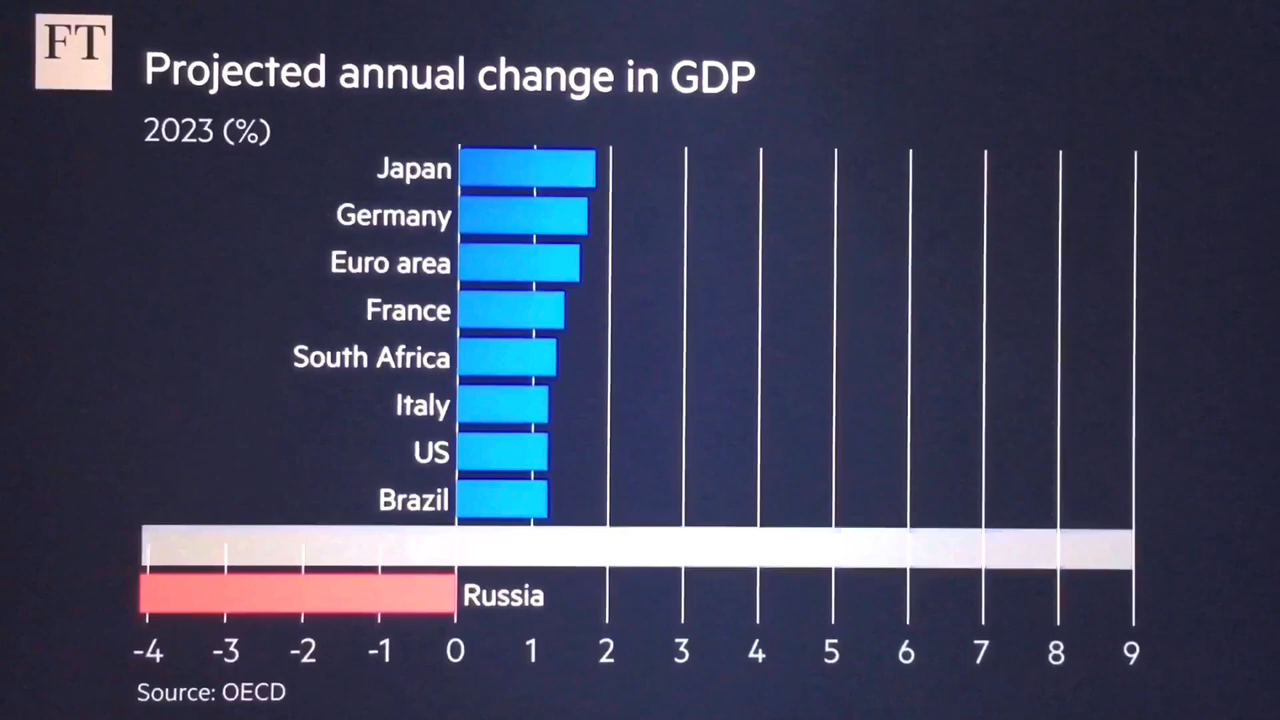 FT
Projected annual change in GDP
2023 (%)
Japan
Germany
Euro area
France
South Africa
Italy
US
Brazil
Russia
-4 -3 -2 -1 0 1 2 3 4 5 6 7 8 9
Source: OECD